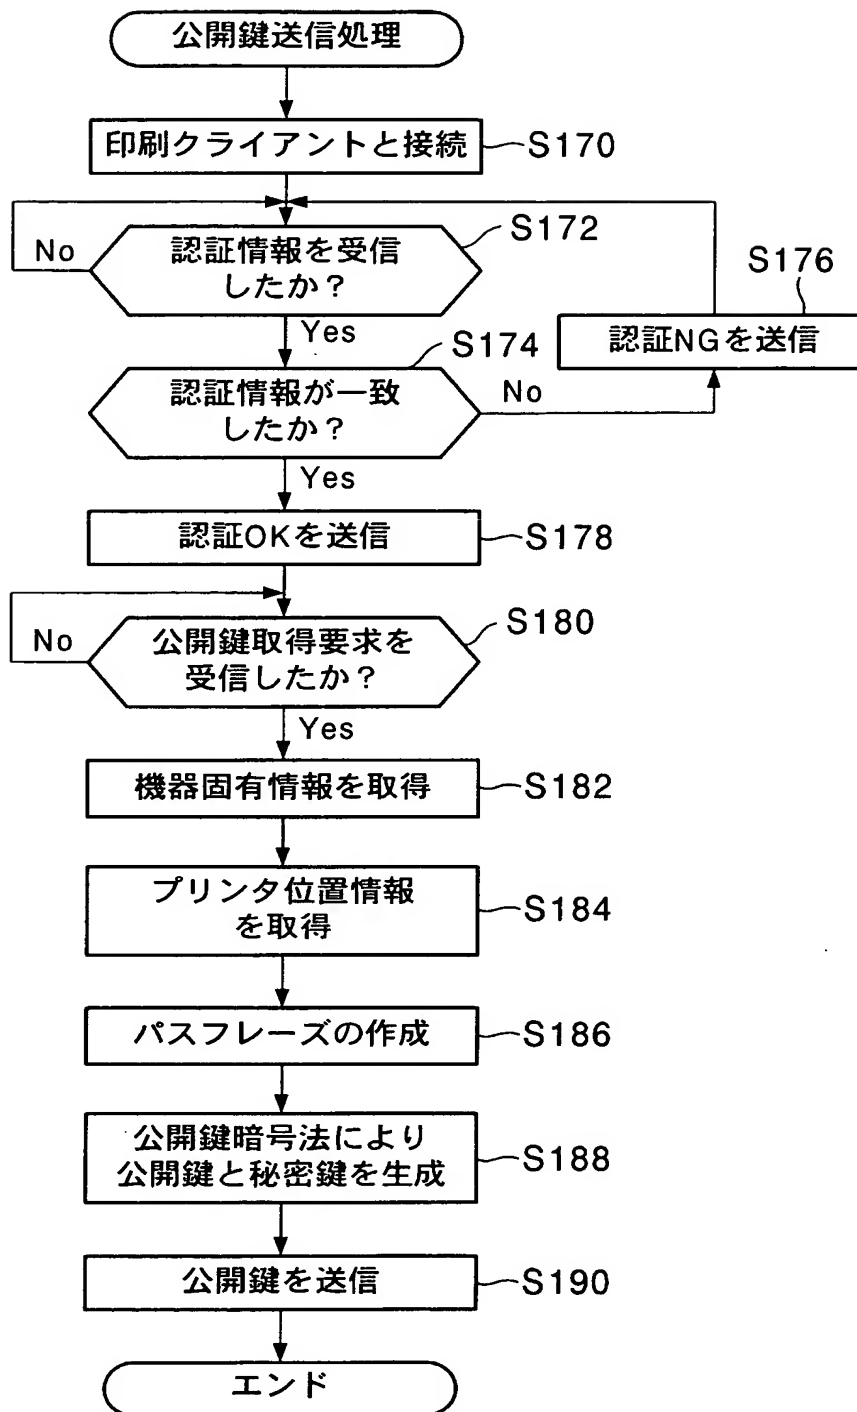 公開鍵送信処理
印刷クライアントと接続 S170
No
認証情報を受信
したか？
S172
Yes
S176
認証NGを送信
S174
認証情報が一致
したか？
No
Yes
認証OKを送信 S178
No
公開鍵取得要求を
受信したか？
S180
Yes
機器固有情報を取得 S182
プリンタ位置情報
を取得
S184
パスフレーズの作成 S186
公開鍵暗号法により
公開鍵と秘密鍵を生成
S188
公開鍵を送信 S190
エンド